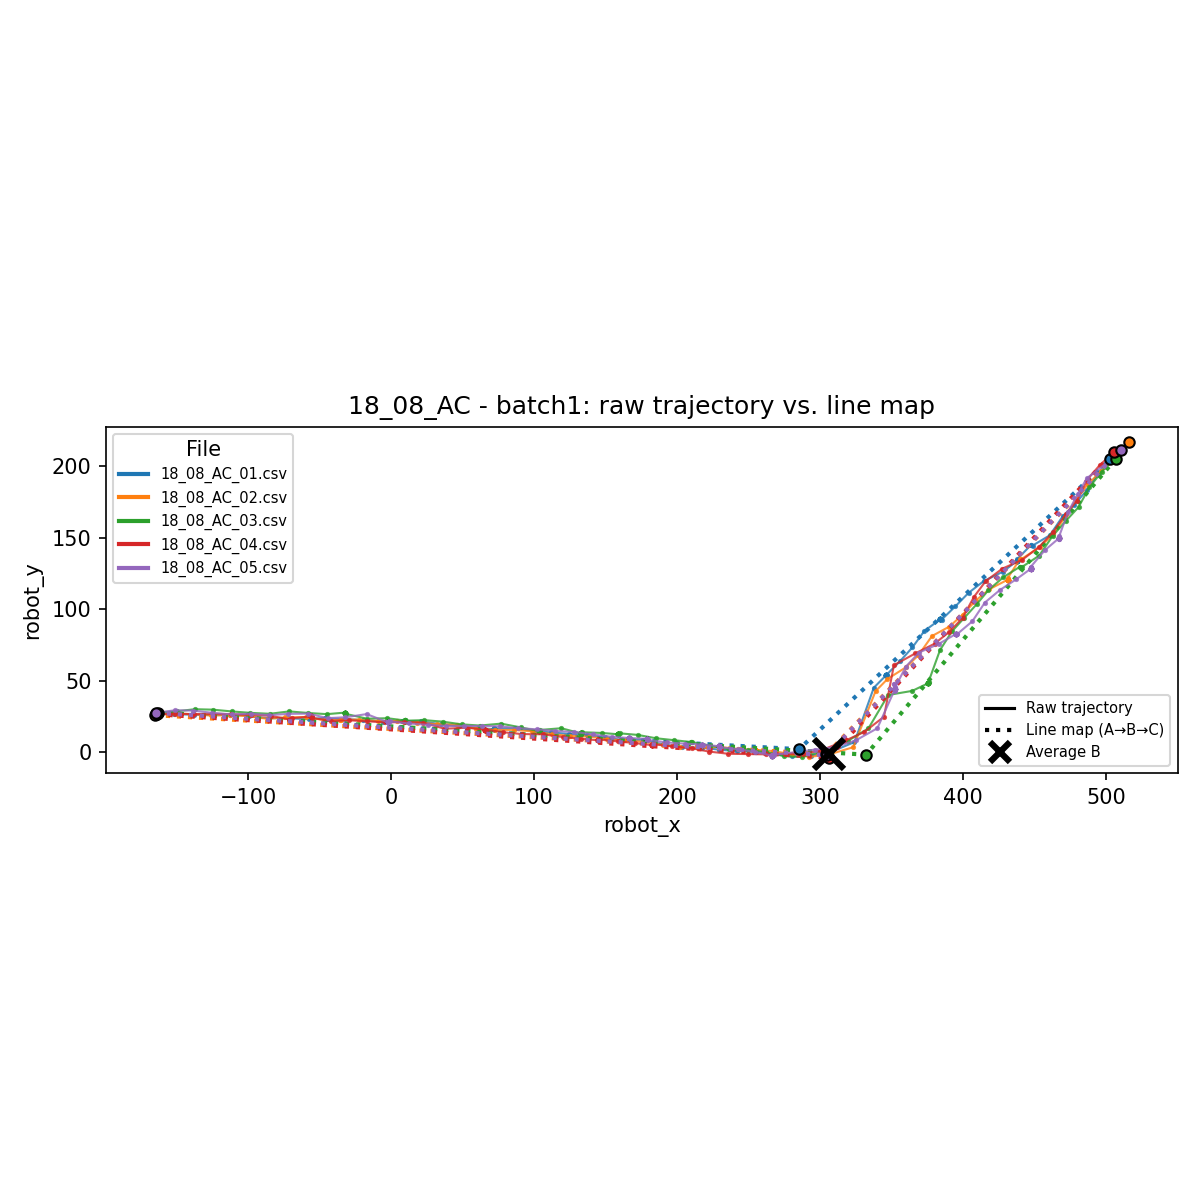 18_08_AC - batch1: raw trajectory vs. line map
File
18_08_AC_01.csv
18_08_AC_02.csv
18_08_AC_03.csv
18_08_AC_04.csv
18_08_AC_05.csv
robot_y
200
150
100
50
0
Raw trajectory
Line map (A→B→C)
Average B
−100
0
100
200
300
400
500
robot_x